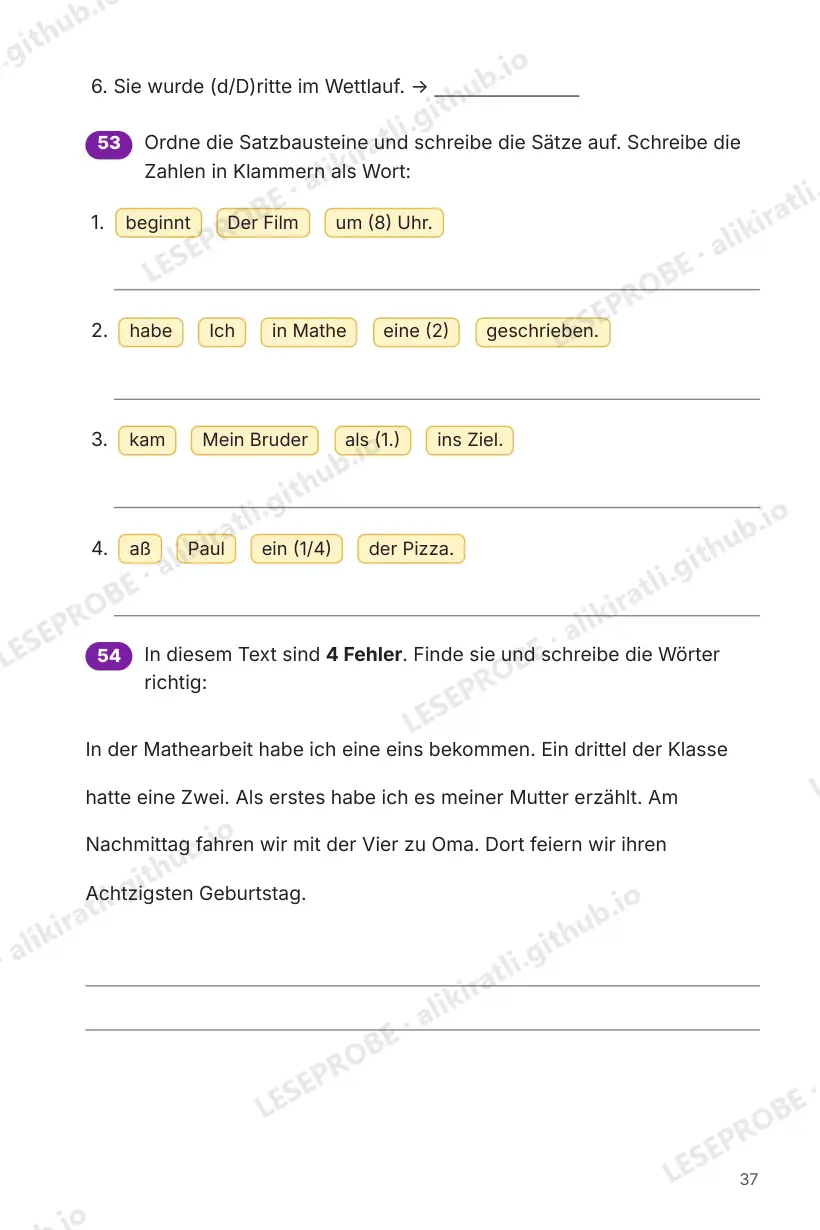 6. Sie wurde (d/D)ritte im Wettlauf. → ____________
53 Ordne die Satzbausteine und schreibe die Sätze auf. Schreibe die
Zahlen in Klammern als Wort:
1. beginnt Der Film um (8) Uhr.
2. habe Ich in Mathe eine (2) geschrieben.
3. kam Mein Bruder als (1.) ins Ziel.
4. aß Paul ein (1/4) der Pizza.
54 In diesem Text sind 4 Fehler. Finde sie und schreibe die Wörter
richtig:
In der Mathearbeit habe ich eine eins bekommen. Ein drittel der Klasse
hatte eine Zwei. Als erstes habe ich es meiner Mutter erzählt. Am
Nachmittag fahren wir mit der Vier zu Oma. Dort feiern wir ihren
Achtzigsten Geburtstag.
37
LESEPROBE · alikiratli.github.io